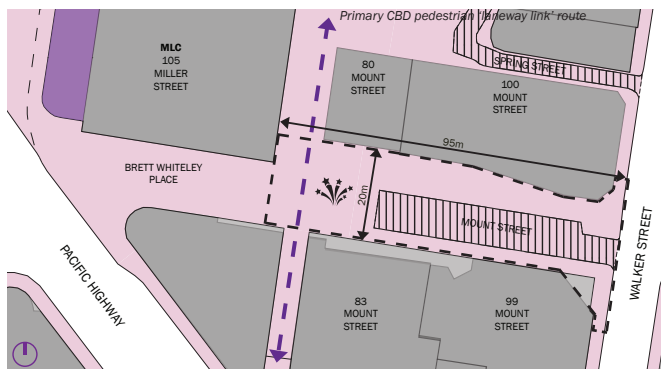 Primary CBD pedestrian 'laneway link' route
MLC
105
MILLER
STREET
80
MOUNT
STREET
SPRING STREET
100
MOUNT
STREET
95m
BRETT WHITELEY
PLACE
20m
MOUNT STREET
WALKER STREET
PACIFIC HIGHWAY
83
MOUNT
STREET
99
MOUNT
STREET